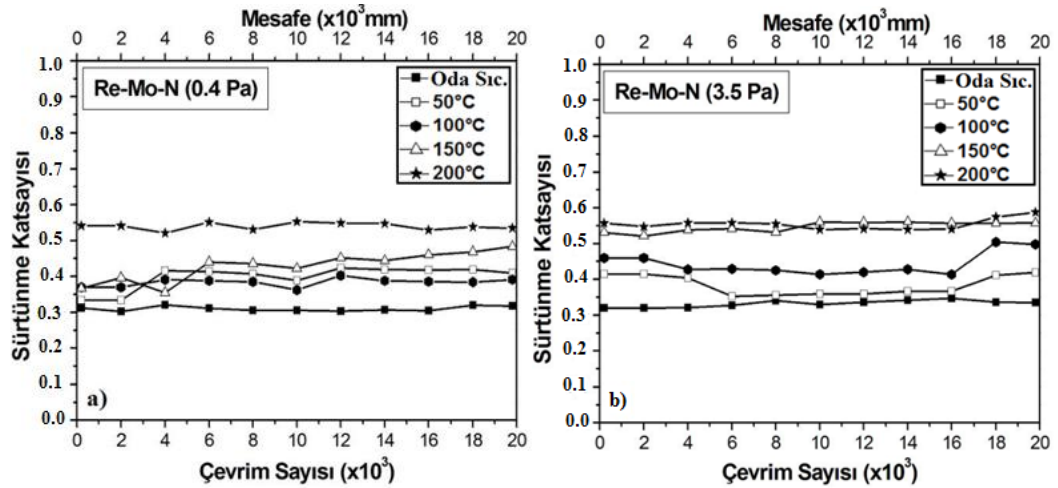 Mesafe (x10³mm)
0 2 4 6 8 10 12 14 16 18 20
1.0
0.9
0.8
0.7
0.6
0.5
0.4
0.3
0.2
0.1
0.0
Sürtünme Katsayısı
Re-Mo-N (0.4 Pa)
Oda Sıc.
50°C
100°C
150°C
200°C
a)
0 2 4 6 8 10 12 14 16 18 20
Çevrim Sayısı (x10³)
Mesafe (x10³mm)
0 2 4 6 8 10 12 14 16 18 20
1.0
0.9
0.8
0.7
0.6
0.5
0.4
0.3
0.2
0.1
0.0
Sürtünme Katsayısı
Re-Mo-N (3.5 Pa)
Oda Sıc.
50°C
100°C
150°C
200°C
b)
0 2 4 6 8 10 12 14 16 18 20
Çevrim Sayısı (x10³)